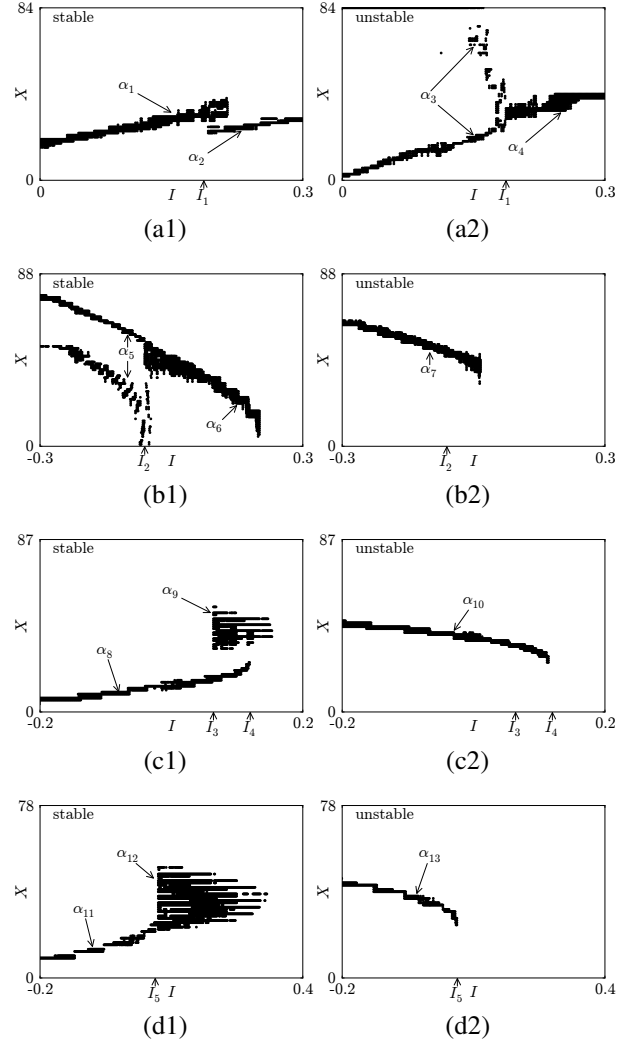 84
stable
X
α1
α2
0
0
I
I1
0.3
(a1)
84
unstable
X
α3
α4
0
0
I
I1
0.3
(a2)
88
stable
X
α5
α6
0
-0.3
I2
I
0.3
(b1)
88
unstable
X
α7
0
-0.3
I2
I
0.3
(b2)
87
stable
X
α9
α8
0
-0.2
I
I3
I4
0.2
(c1)
87
unstable
X
α10
0
-0.2
I
I3
I4
0.2
(c2)
78
stable
X
α12
α11
0
-0.2
I5
I
0.4
(d1)
78
unstable
X
α13
0
-0.2
I5
I
0.4
(d2)